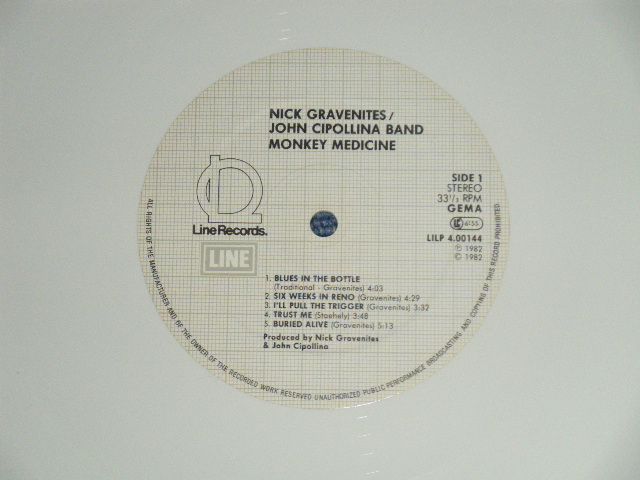 NICK GRAVENITES/
JOHN CIPOLLINA BAND
MONKEY MEDICINE
SIDE 1
STEREO
33⅓ RPM
GEMA
LC 4155
LILP 4.00144
℗ 1982
© 1982
Line Records.
LINE
1. BLUES IN THE BOTTLE
(Traditional - Gravenites) 4:03
2. SIX WEEKS IN RENO (Gravenites) 4:29
3. I'LL PULL THE TRIGGER (Gravenites) 3:32
4. TRUST ME (Staehely) 3:48
5. BURIED ALIVE (Gravenites) 5:13
Produced by Nick Gravenites
& John Cipollina
ALL RIGHTS OF THE MANUFACTURER AND OF THE OWNER OF THE RECORDED WORK RESERVED UNAUTHORIZED PUBLIC PERFORMANCE BROADCASTING AND COPYING OF THIS RECORD PROHIBITED.